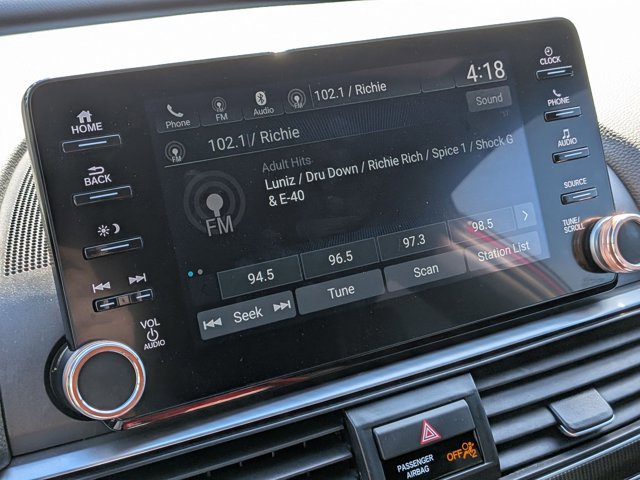 CLOCK
4:18
102.1 / Richie
Phone FM Audio
HOME
PHONE
Sound
102.1 / Richie
Adult Hits
Luniz / Dru Down / Richie Rich / Spice 1 / Shock G
& E-40
FM
BACK
AUDIO
SOURCE
TUNE/
SCROLL
94.5 96.5 97.3 98.5
Seek Tune Scan Station List
VOL
AUDIO
PASSENGER
AIRBAG
OFF